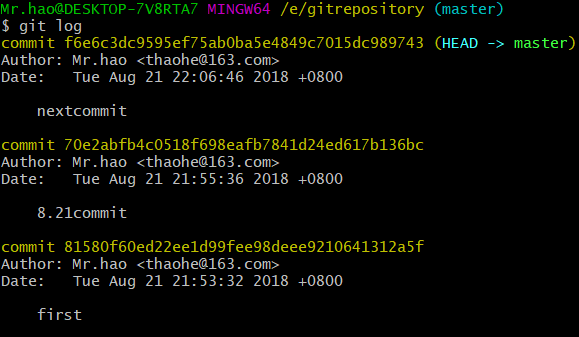 Mr.hao@DESKTOP-7V8RTA7 MINGW64 /e/gitrepository (master)
$ git log
commit f6e6c3dc9595ef75ab0ba5e4849c7015dc989743 (HEAD -> master)
Author: Mr.hao <thaohe@163.com>
Date:   Tue Aug 21 22:06:46 2018 +0800
    nextcommit
commit 70e2abfb4c0518f698eafb7841d24ed617b136bc
Author: Mr.hao <thaohe@163.com>
Date:   Tue Aug 21 21:55:36 2018 +0800
    8.21commit
commit 81580f60ed22ee1d99fee98deee9210641312a5f
Author: Mr.hao <thaohe@163.com>
Date:   Tue Aug 21 21:53:32 2018 +0800
    first